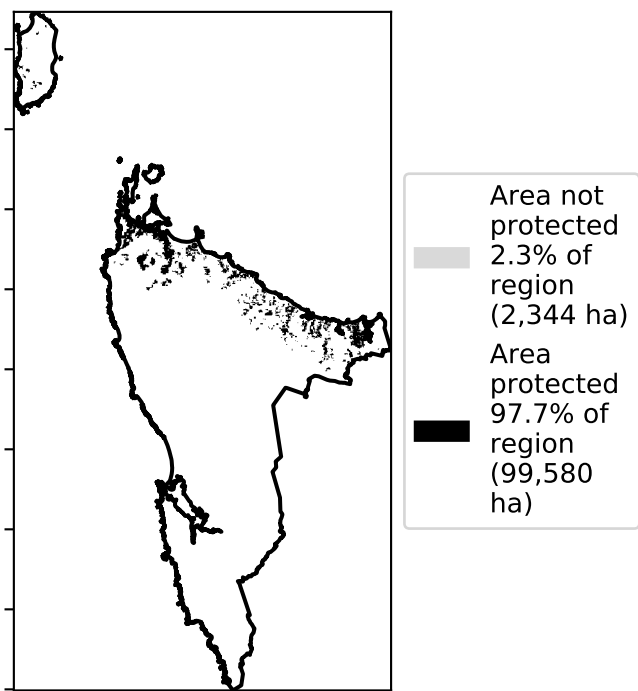 Area not
protected
2.3% of
region
(2,344 ha)
Area
protected
97.7% of
region
(99,580
ha)